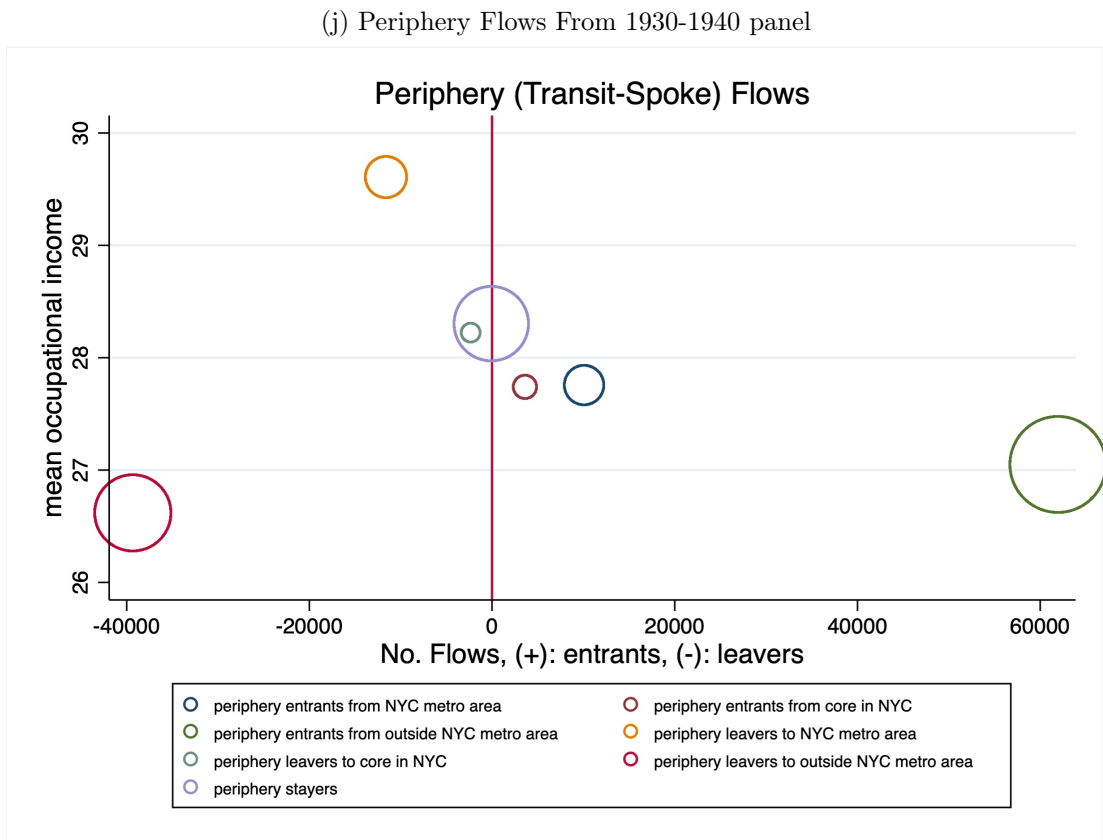 (j) Periphery Flows From 1930-1940 panel
Periphery (Transit-Spoke) Flows
mean occupational income
30
29
28
27
26
-40000 -20000 0 20000 40000 60000
No. Flows, (+): entrants, (-): leavers
periphery entrants from NYC metro area
periphery entrants from core in NYC
periphery entrants from outside NYC metro area
periphery leavers to NYC metro area
periphery leavers to core in NYC
periphery leavers to outside NYC metro area
periphery stayers